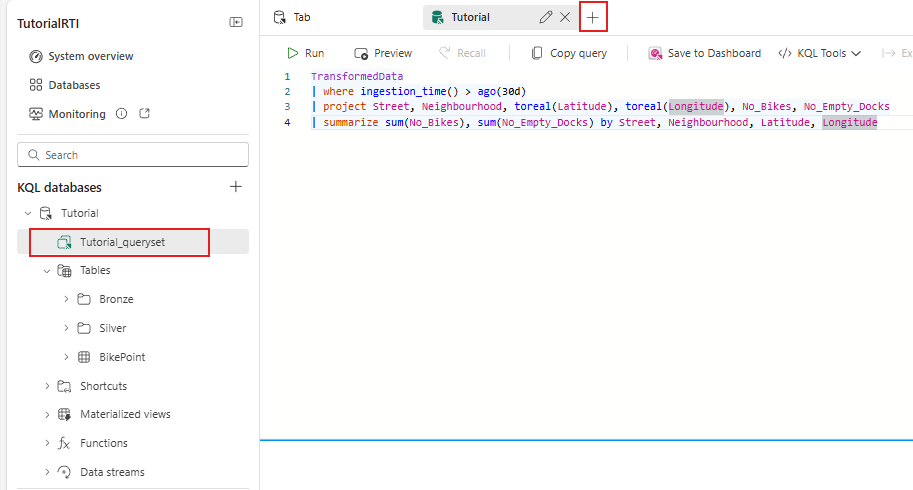 TutorialRTI
System overview
Databases
Monitoring
Search
KQL databases
Tutorial
Tutorial_queryset
Tables
Bronze
Silver
BikePoint
Shortcuts
Materialized views
Functions
Data streams
Tab
Tutorial
Run
Preview
Recall
Copy query
Save to Dashboard
KQL Tools
Ex
1 TransformedData
2 | where ingestion_time() > ago(30d)
3 | project Street, Neighbourhood, toreal(Latitude), toreal(Longitude), No_Bikes, No_Empty_Docks
4 | summarize sum(No_Bikes), sum(No_Empty_Docks) by Street, Neighbourhood, Latitude, Longitude